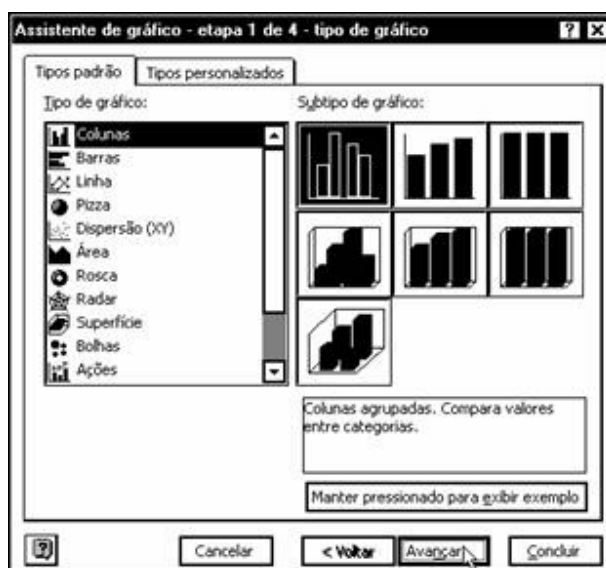 Assistente de gráfico - etapa 1 de 4 - tipo de gráfico
Tipos padrão
Tipos personalizados
Tipo de gráfico:
Subtipo de gráfico:
Colunas
Barras
Linha
Pizza
Dispersão (XY)
Área
Rosca
Radar
Superfície
Bolhas
Ações
Colunas agrupadas. Compara valores
entre categorias.
Manter pressionado para exibir exemplo
Cancelar
< Voltar
Avançar
Concluir